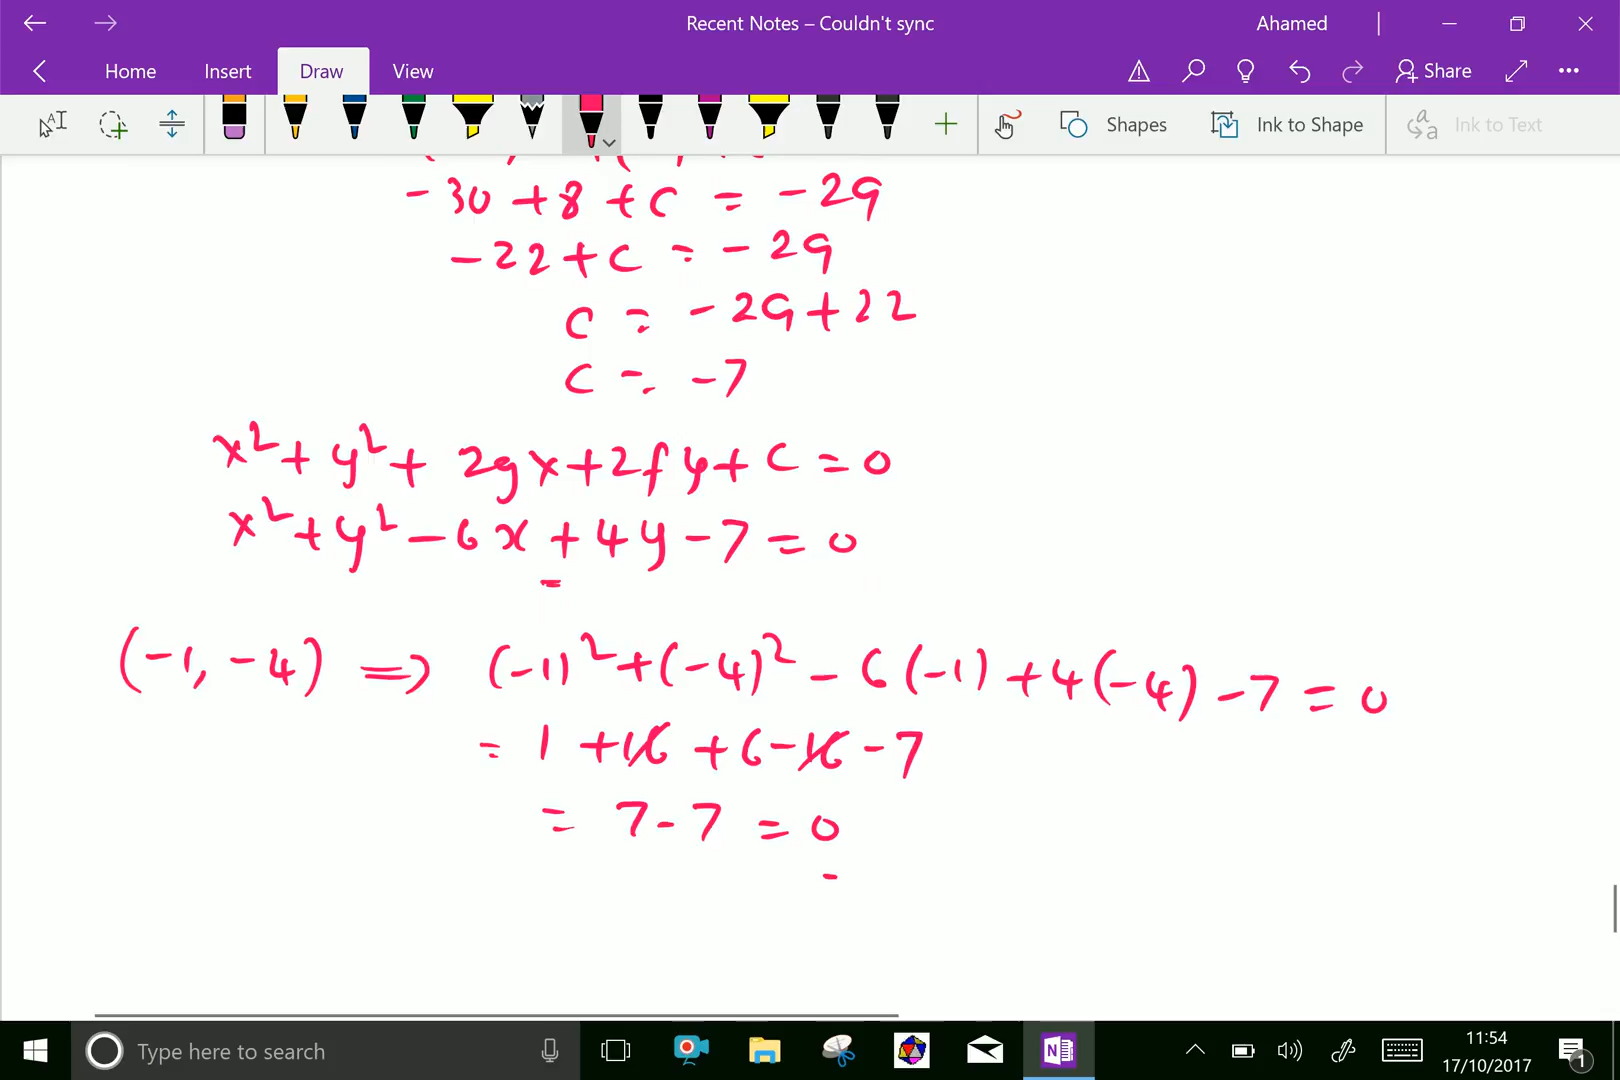 Recent Notes – Couldn't sync
Ahamed
Home Insert Draw View
Share
Shapes Ink to Shape Ink to Text
-30 +8 +c = -29
-22+c = -29
c = -29+22
c = -7
x²+y²+ 2gx+2fy+c=0
x²+y²-6x+4y-7=0
(-1,-4) => (-1)²+(-4)²-6(-1)+4(-4)-7=0
= 1 +16 +6-16-7
= 7-7 = 0
Type here to search
11:54
17/10/2017
1